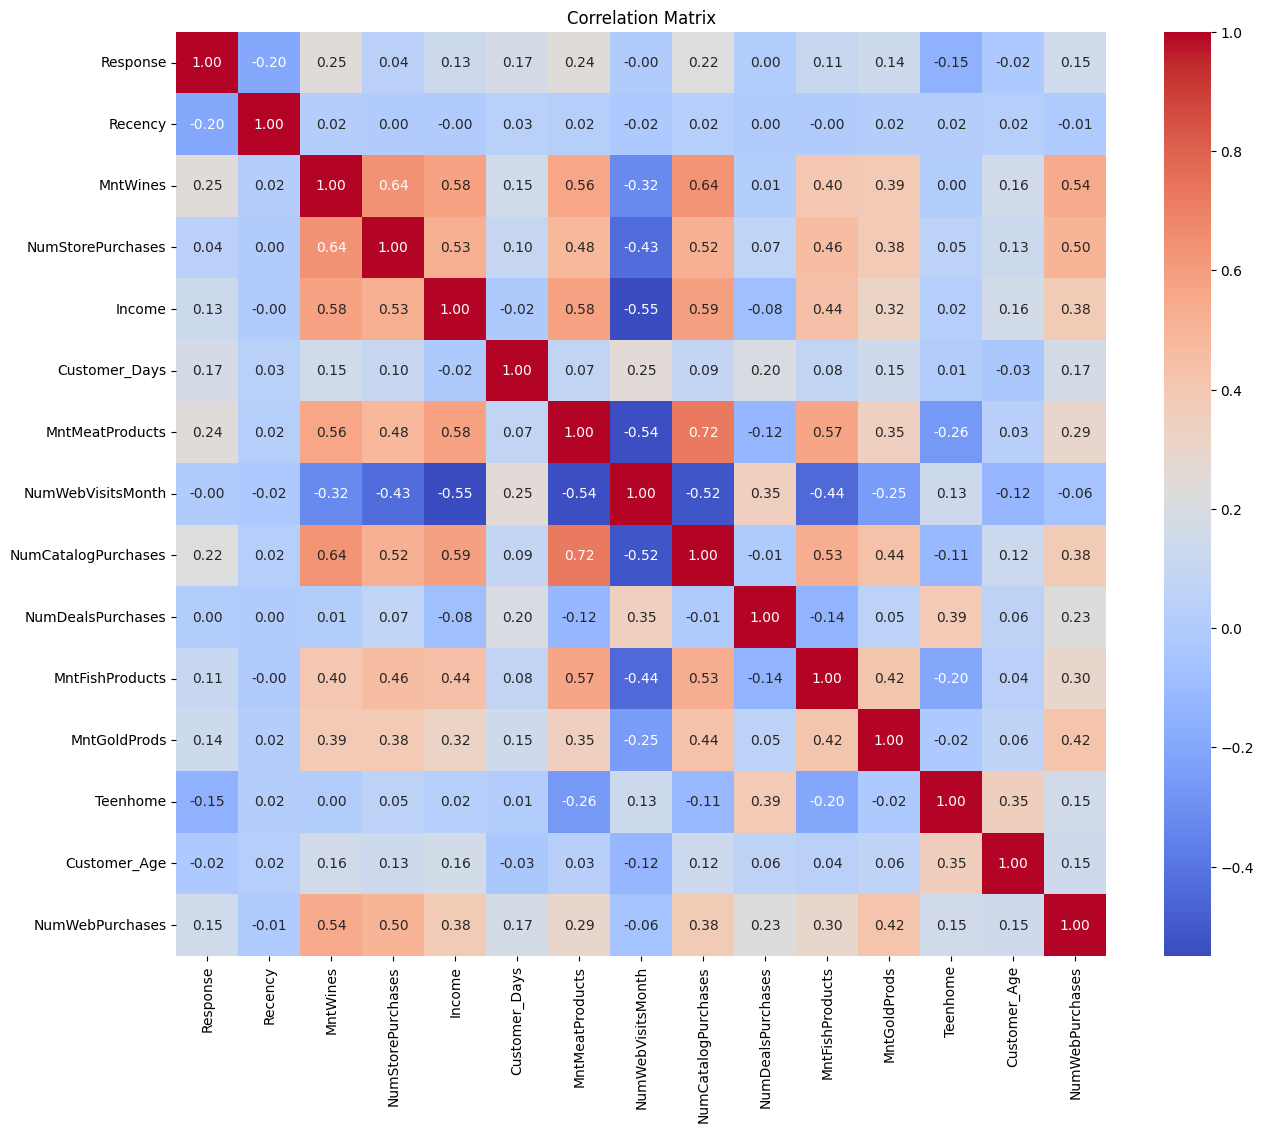 Correlation Matrix
Response 1.00 -0.20 0.25 0.04 0.13 0.17 0.24 -0.00 0.22 0.00 0.11 0.14 -0.15 -0.02 0.15
Recency -0.20 1.00 0.02 0.00 -0.00 0.03 0.02 -0.02 0.02 0.00 -0.00 0.02 0.02 0.02 -0.01
MntWines 0.25 0.02 1.00 0.64 0.58 0.15 0.56 -0.32 0.64 0.01 0.40 0.39 0.00 0.16 0.54
NumStorePurchases 0.04 0.00 0.64 1.00 0.53 0.10 0.48 -0.43 0.52 0.07 0.46 0.38 0.05 0.13 0.50
Income 0.13 -0.00 0.58 0.53 1.00 -0.02 0.58 -0.55 0.59 -0.08 0.44 0.32 0.02 0.16 0.38
Customer_Days 0.17 0.03 0.15 0.10 -0.02 1.00 0.07 0.25 0.09 0.20 0.08 0.15 0.01 -0.03 0.17
MntMeatProducts 0.24 0.02 0.56 0.48 0.58 0.07 1.00 -0.54 0.72 -0.12 0.57 0.35 -0.26 0.03 0.29
NumWebVisitsMonth -0.00 -0.02 -0.32 -0.43 -0.55 0.25 -0.54 1.00 -0.52 0.35 -0.44 -0.25 0.13 -0.12 -0.06
NumCatalogPurchases 0.22 0.02 0.64 0.52 0.59 0.09 0.72 -0.52 1.00 -0.01 0.53 0.44 -0.11 0.12 0.38
NumDealsPurchases 0.00 0.00 0.01 0.07 -0.08 0.20 -0.12 0.35 -0.01 1.00 -0.14 0.05 0.39 0.06 0.23
MntFishProducts 0.11 -0.00 0.40 0.46 0.44 0.08 0.57 -0.44 0.53 -0.14 1.00 0.42 -0.20 0.04 0.30
MntGoldProds 0.14 0.02 0.39 0.38 0.32 0.15 0.35 -0.25 0.44 0.05 0.42 1.00 -0.02 0.06 0.42
Teenhome -0.15 0.02 0.00 0.05 0.02 0.01 -0.26 0.13 -0.11 0.39 -0.20 -0.02 1.00 0.35 0.15
Customer_Age -0.02 0.02 0.16 0.13 0.16 -0.03 0.03 -0.12 0.12 0.06 0.04 0.06 0.35 1.00 0.15
NumWebPurchases 0.15 -0.01 0.54 0.50 0.38 0.17 0.29 -0.06 0.38 0.23 0.30 0.42 0.15 0.15 1.00
Response
Recency
MntWines
NumStorePurchases
Income
Customer_Days
MntMeatProducts
NumWebVisitsMonth
NumCatalogPurchases
NumDealsPurchases
MntFishProducts
MntGoldProds
Teenhome
Customer_Age
NumWebPurchases
1.0
0.8
0.6
0.4
0.2
0.0
−0.2
−0.4